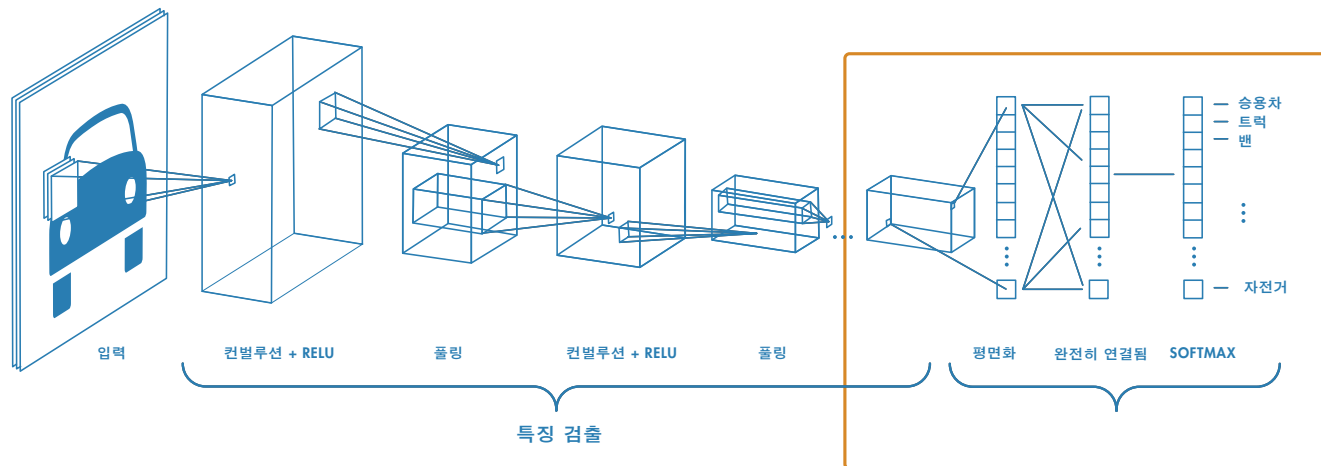 승용차
트럭
밴
자전거
입력
컨벌루션 + RELU
풀링
컨벌루션 + RELU
풀링
평면화
완전히 연결됨
SOFTMAX
특징 검출